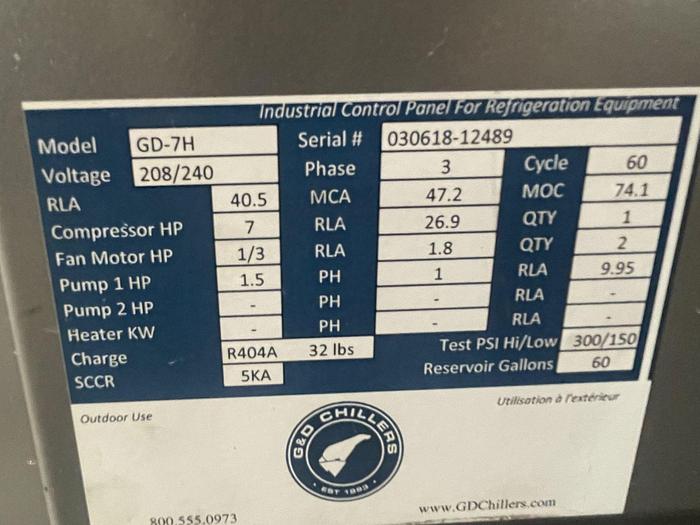 Industrial Control Panel For Refrigeration Equipment
Model GD-7H Serial # 030618-12489
Voltage 208/240 Phase 3 Cycle 60
RLA 40.5 MCA 47.2 MOC 74.1
Compressor HP 7 RLA 26.9 QTY 1
Fan Motor HP 1/3 RLA 1.8 QTY 2
Pump 1 HP 1.5 PH 1 RLA 9.95
Pump 2 HP - PH - RLA -
Heater KW - PH - RLA -
Charge R404A 32 lbs Test PSI Hi/Low 300/150
SCCR 5KA Reservoir Gallons 60
Outdoor Use Utilisation à l'extérieur
G&D CHILLERS
EST 1993
800.555.0973 www.GDChillers.com